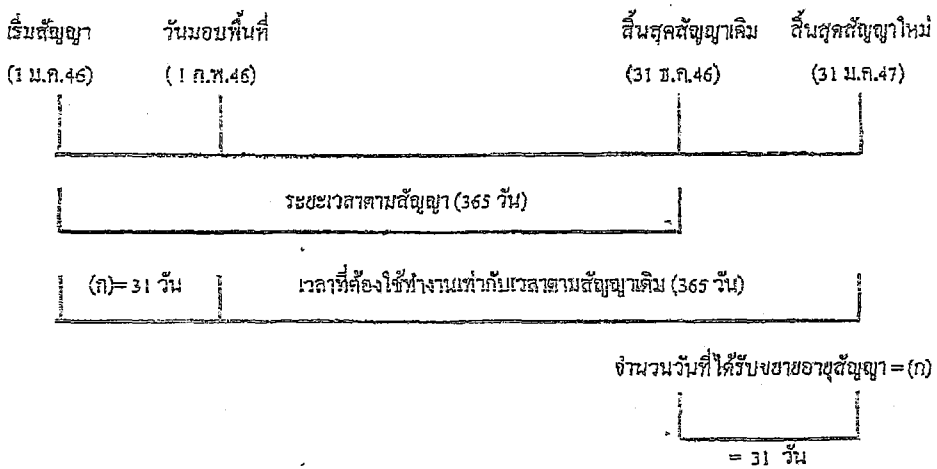 เริ่มสัญญา วันมอบพื้นที่ สิ้นสุดสัญญาเดิม สิ้นสุดสัญญาใหม่
(1 ม.ค.46) (1 ก.พ.46) (31 ธ.ค.46) (31 ม.ค.47)
ระยะเวลาตามสัญญา (365 วัน)
(ก)= 31 วัน เวลาที่ต้องใช้ทำงานเท่ากับเวลาตามสัญญาเดิม (365 วัน)
จำนวนวันที่ได้รับขยายอายุสัญญา = (ก)
= 31 วัน